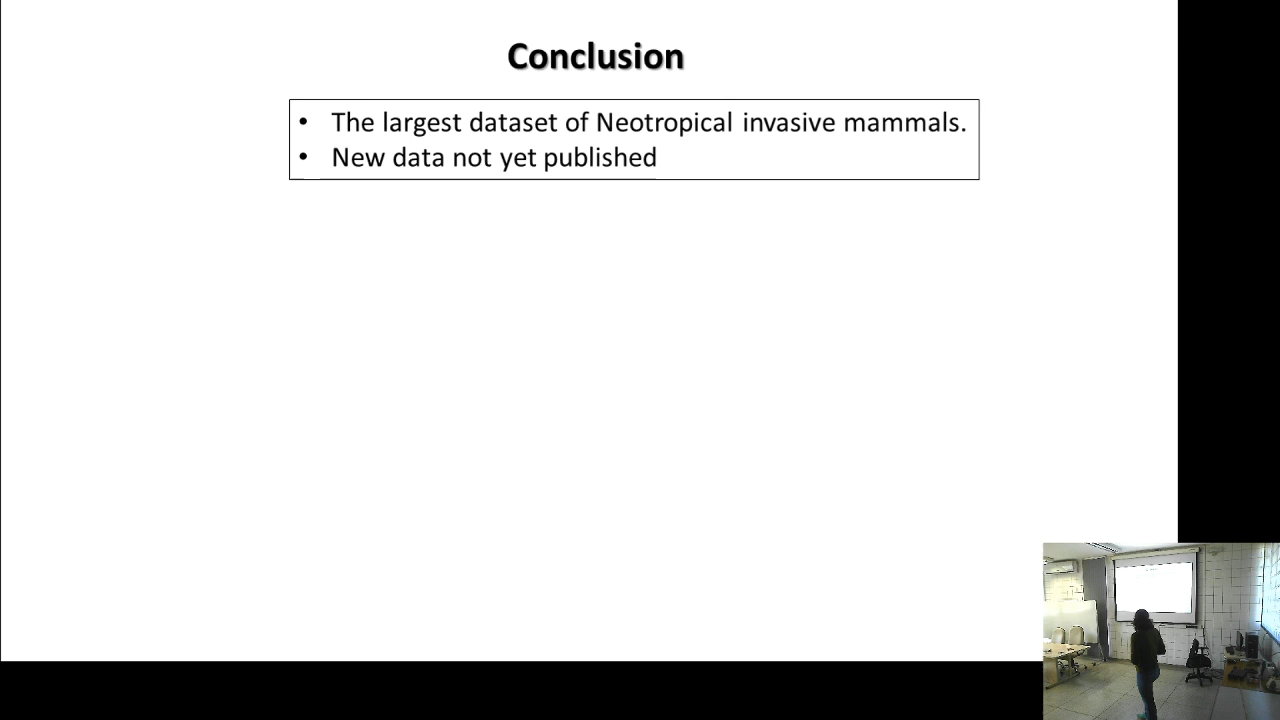 Conclusion
• The largest dataset of Neotropical invasive mammals.
• New data not yet published